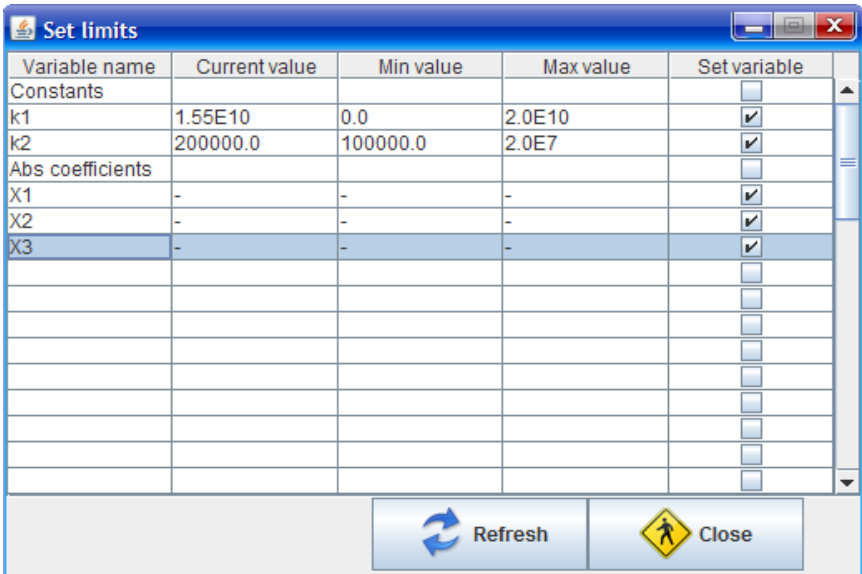 Set limits
Variable name Current value Min value Max value Set variable
Constants
k1 1.55E10 0.0 2.0E10
k2 200000.0 100000.0 2.0E7
Abs coefficients
X1 - - -
X2 - - -
X3 - - -
Refresh Close